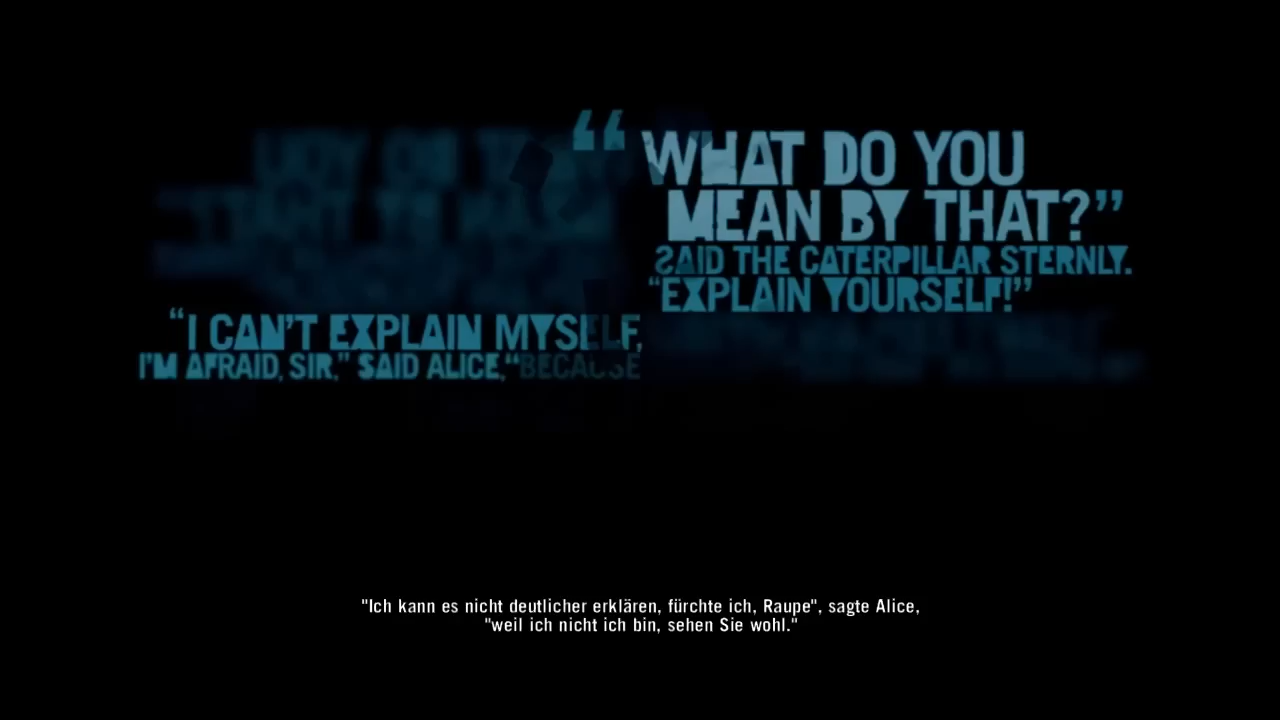 “WHAT DO YOU
MEAN BY THAT?”
SAID THE CATERPILLAR STERNLY.
“EXPLAIN YOURSELF!”
“I CAN'T EXPLAIN MYSELF,
I'M AFRAID, SIR,” SAID ALICE, “BECAUSE
"Ich kann es nicht deutlicher erklären, fürchte ich, Raupe", sagte Alice,
"weil ich nicht ich bin, sehen Sie wohl."